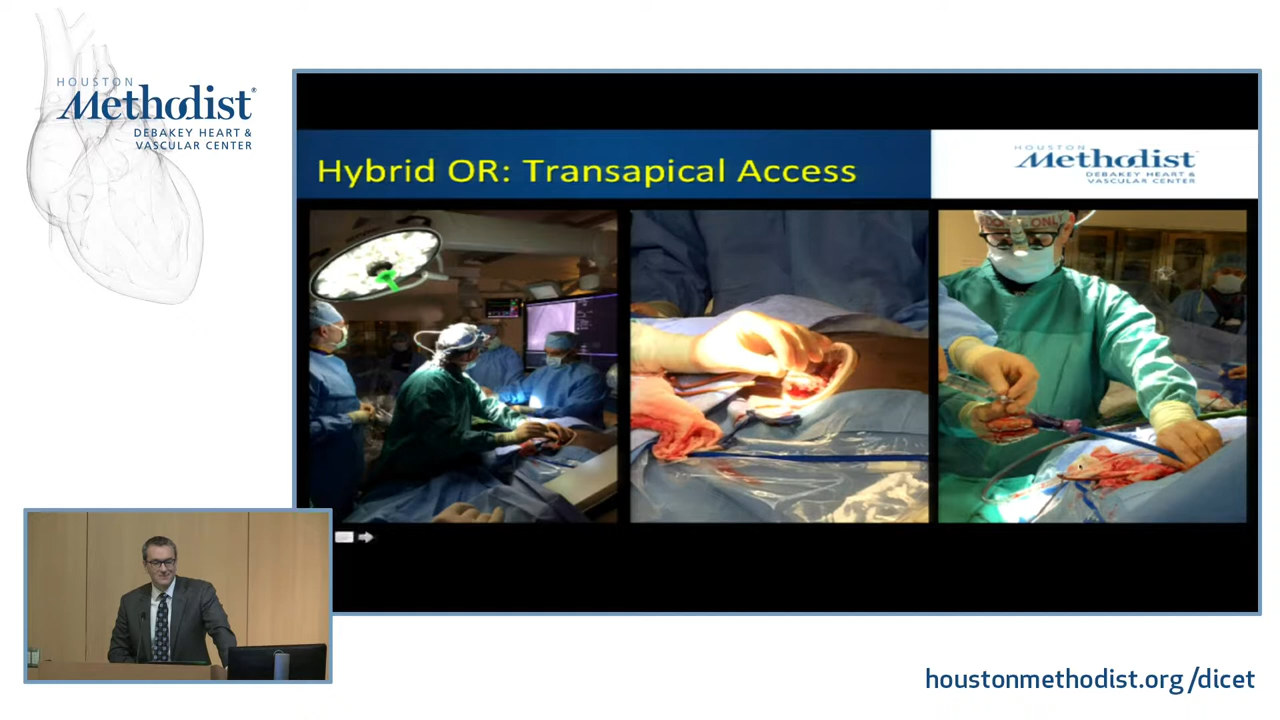 HOUSTON
Methodist®
DEBAKEY HEART &
VASCULAR CENTER
Hybrid OR: Transapical Access
HOUSTON
Methodist
DEBAKEY HEART &
VASCULAR CENTER
ONLY
houstonmethodist.org/dicet